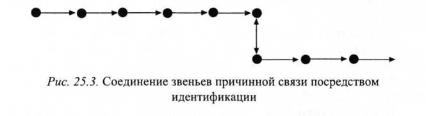 Рис. 25.3. Соединение звеньев причинной связи посредством
идентификации